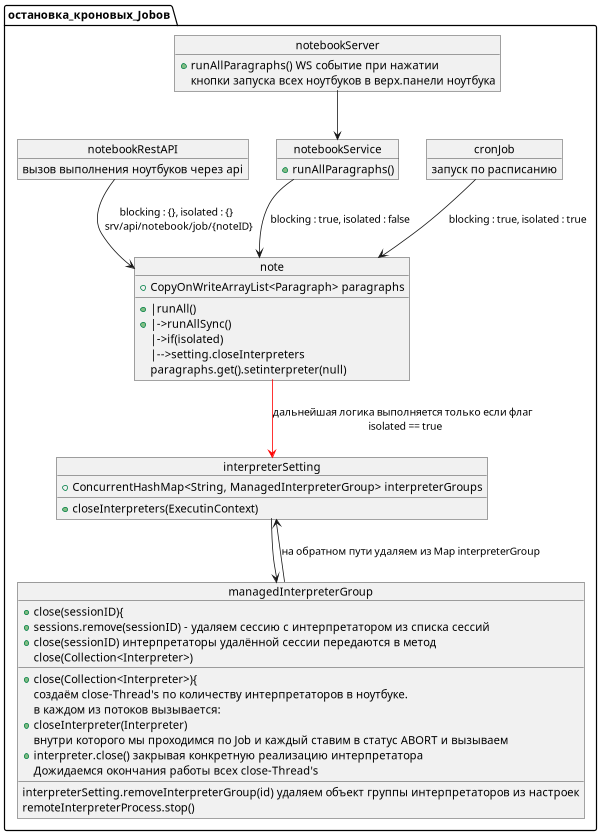 остановка_кроновых_Jobов
notebookServer
runAllParagraphs() WS событие при нажатии
кнопки запуска всех ноутбуков в верх.панели ноутбука
notebookRestAPI
вызов выполнения ноутбуков через api
notebookService
runAllParagraphs()
cronJob
запуск по расписанию
blocking : {}, isolated : {}
srv/api/notebook/job/{noteID}
blocking : true, isolated : false
blocking : true, isolated : true
note
CopyOnWriteArrayList<Paragraph> paragraphs
|runAll()
|->runAllSync()
|->if(isolated)
|-->setting.closeInterpreters
paragraphs.get().setinterpreter(null)
дальнейшая логика выполняется только если флаг
isolated == true
interpreterSetting
ConcurrentHashMap<String, ManagedInterpreterGroup> interpreterGroups
closeInterpreters(ExecutinContext)
на обратном пути удаляем из Map interpreterGroup
managedInterpreterGroup
close(sessionID){
sessions.remove(sessionID) - удаляем сессию с интерпретатором из списка сессий
close(sessionID) интерпретаторы удалённой сессии передаются в метод
close(Collection<Interpreter>)
close(Collection<Interpreter>){
создаём close-Thread's по количеству интерпретаторов в ноутбуке.
в каждом из потоков вызывается:
closeInterpreter(Interpreter)
внутри которого мы проходимся по Job и каждый ставим в статус ABORT и вызываем
interpreter.close() закрывая конкретную реализацию интерпретатора
Дожидаемся окончания работы всех close-Thread's
interpreterSetting.removeInterpreterGroup(id) удаляем объект группы интерпретаторов из настроек
remoteInterpreterProcess.stop()